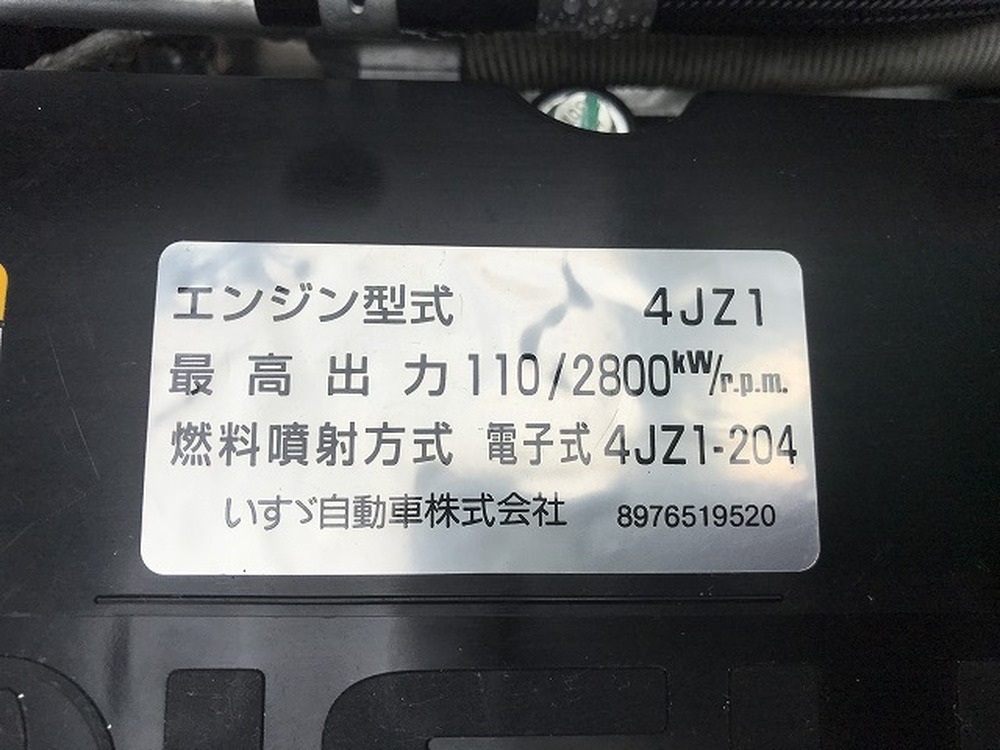 エンジン型式 4JZ1
最高出力 110/2800kW/r.p.m.
燃料噴射方式 電子式 4JZ1-204
いすゞ自動車株式会社 8976519520